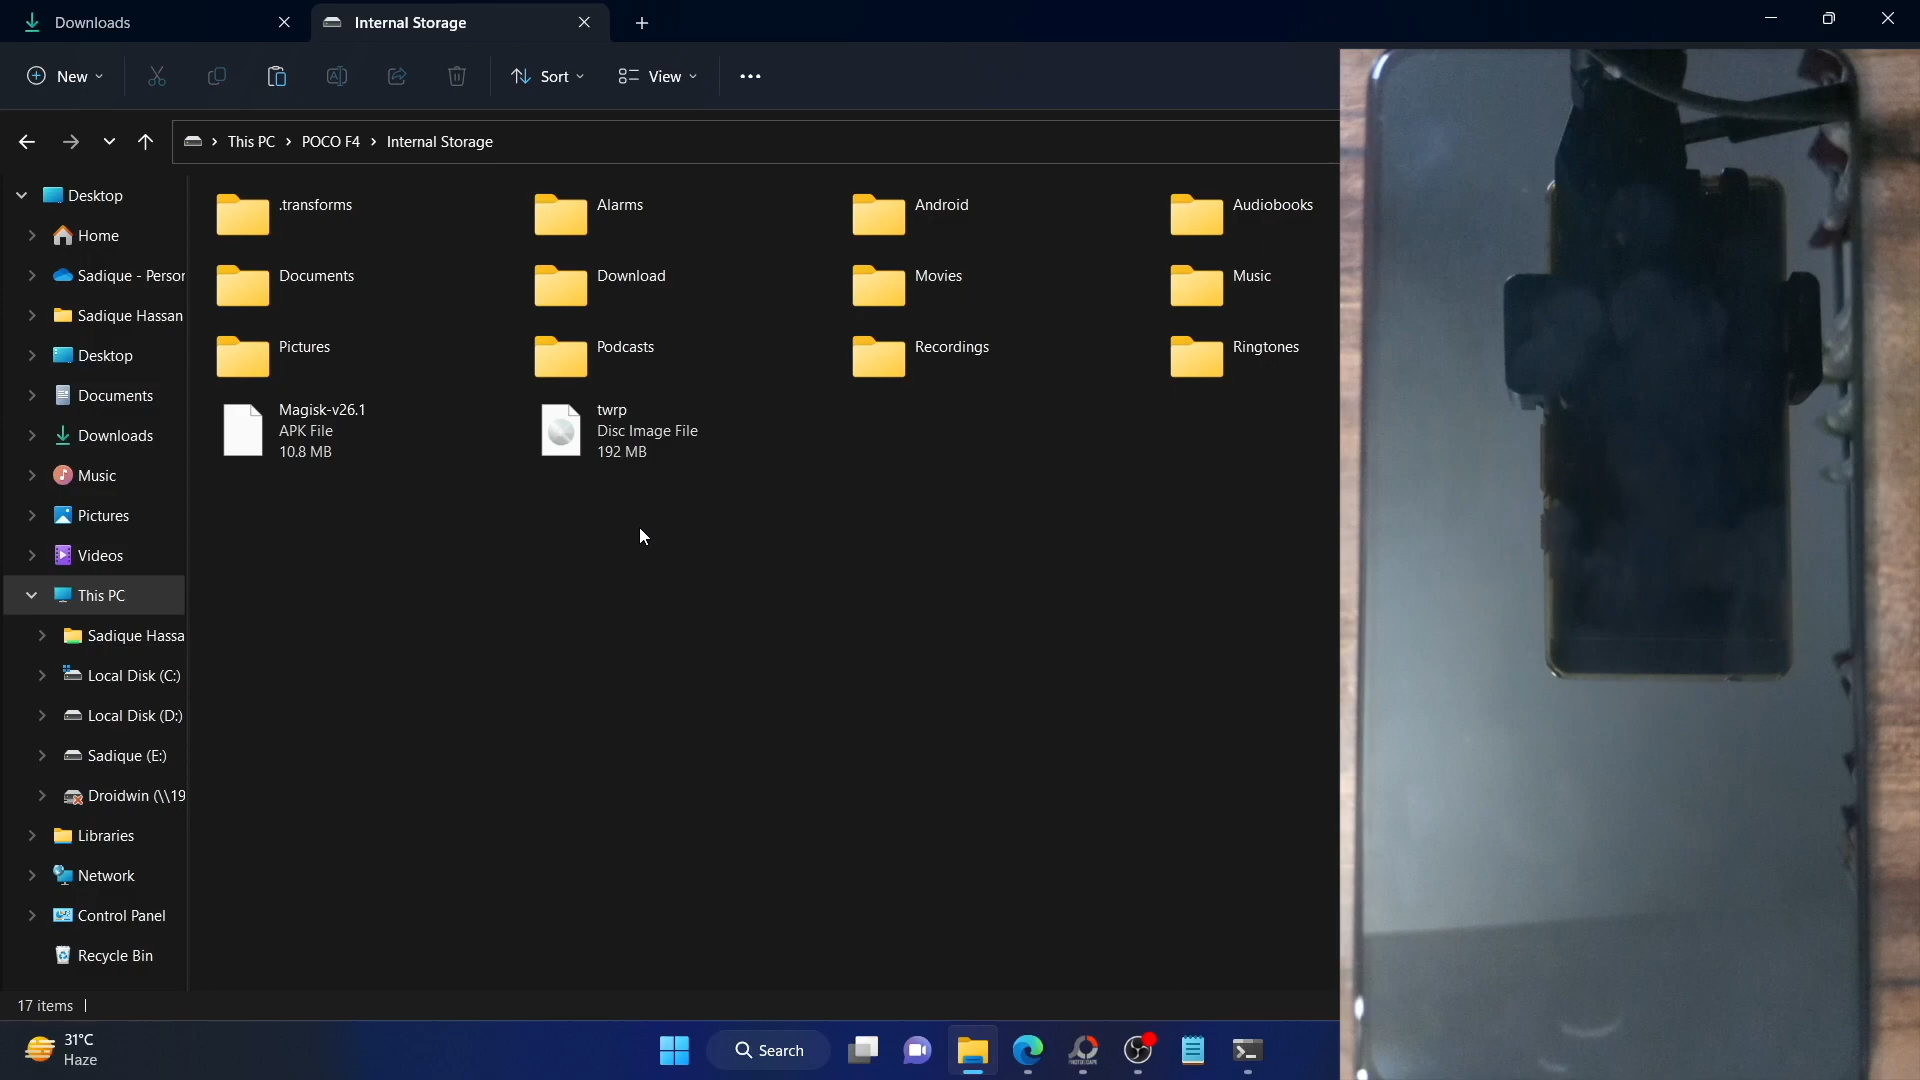 Downloads
Internal Storage
New
Sort
View
This PC
POCO F4
Internal Storage
Desktop
Home
Sadique - Persor
Sadique Hassan
Desktop
Documents
Downloads
Music
Pictures
Videos
This PC
Sadique Hassa
Local Disk (C:)
Local Disk (D:)
Sadique (E:)
Droidwin (\\19
Libraries
Network
Control Panel
Recycle Bin
.transforms
Alarms
Android
Audiobooks
Documents
Download
Movies
Music
Pictures
Podcasts
Recordings
Ringtones
Magisk-v26.1
APK File
10.8 MB
twrp
Disc Image File
192 MB
17 items
31°C
Haze
Search